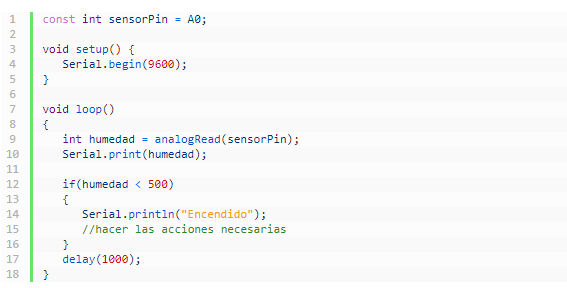 1 const int sensorPin = A0;
2
3 void setup() {
4    Serial.begin(9600);
5 }
6
7 void loop()
8 {
9    int humedad = analogRead(sensorPin);
10    Serial.print(humedad);
11
12    if(humedad < 500)
13    {
14       Serial.println("Encendido");
15       //hacer las acciones necesarias
16    }
17    delay(1000);
18 }